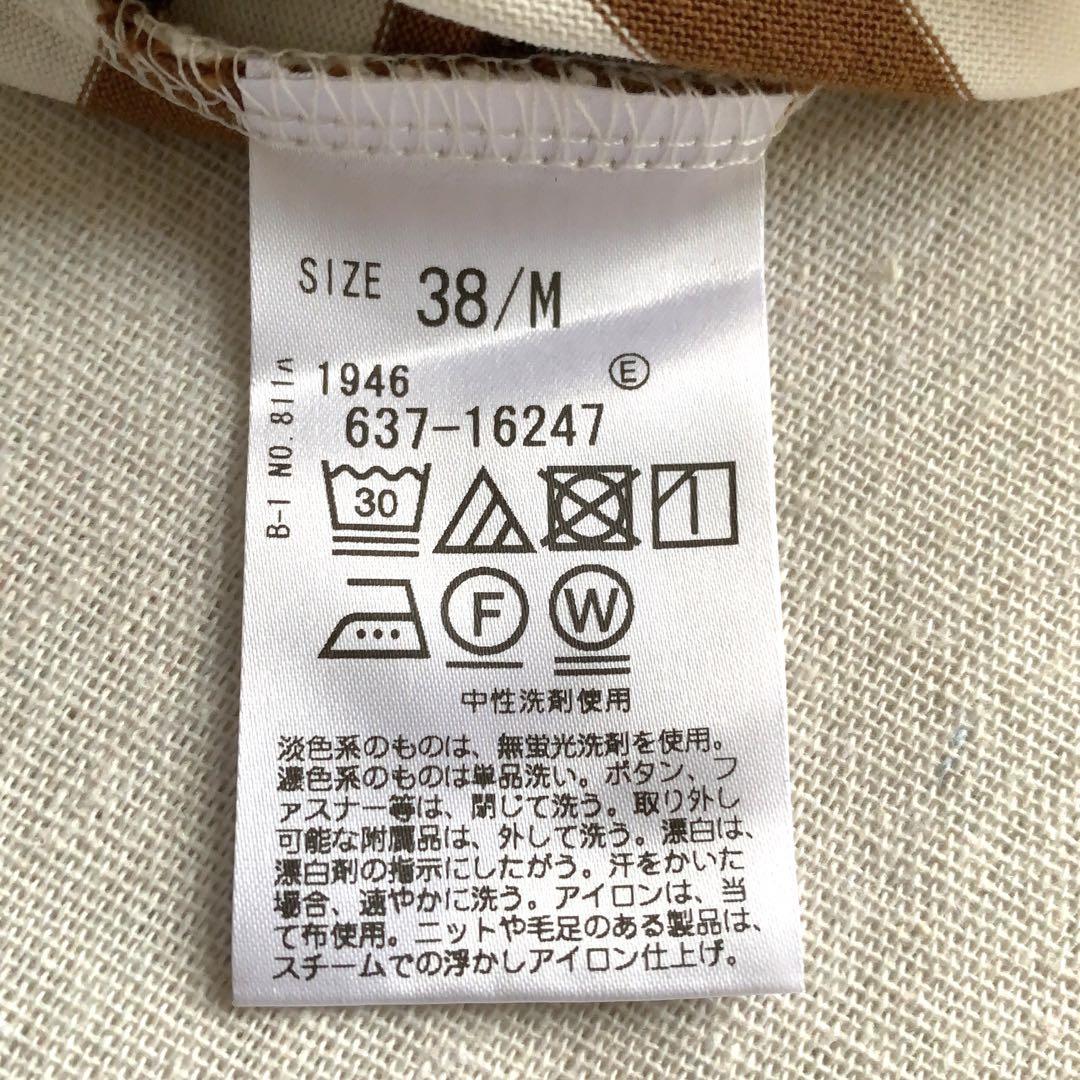 SIZE 38/M
1946 Ⓔ
637-16247
B-1 NO.811A
30
F W
中性洗剤使用
淡色系のものは、無蛍光洗剤を使用。
濃色系のものは単品洗い。ボタン、フ
ァスナー等は、閉じて洗う。取り外し
可能な附属品は、外して洗う。漂白は、
漂白剤の指示にしたがう。汗をかいた
場合、速やかに洗う。アイロンは、当
て布使用。ニットや毛足のある製品は、
スチームでの浮かしアイロン仕上げ。